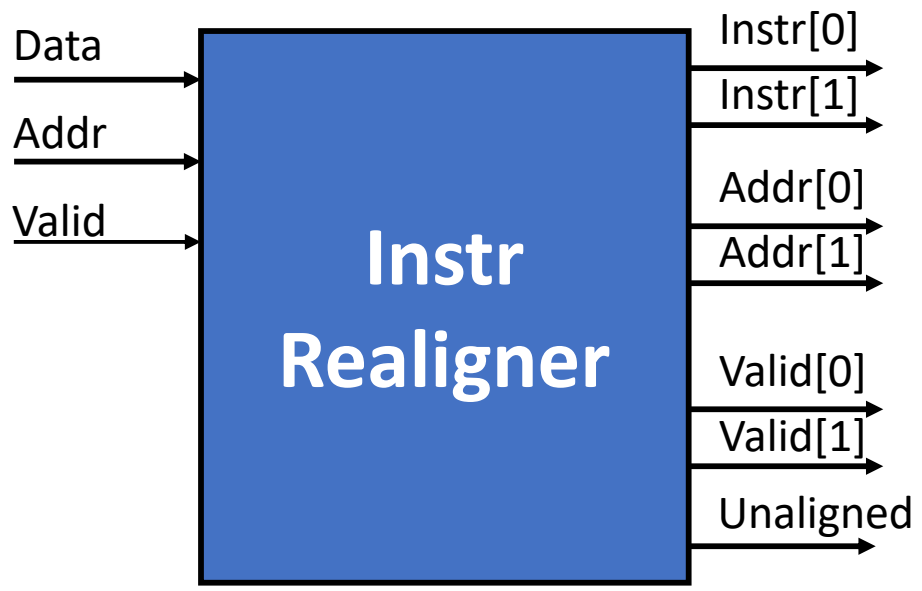 Data
Addr
Valid
Instr
Realigner
Instr[0]
Instr[1]
Addr[0]
Addr[1]
Valid[0]
Valid[1]
Unaligned